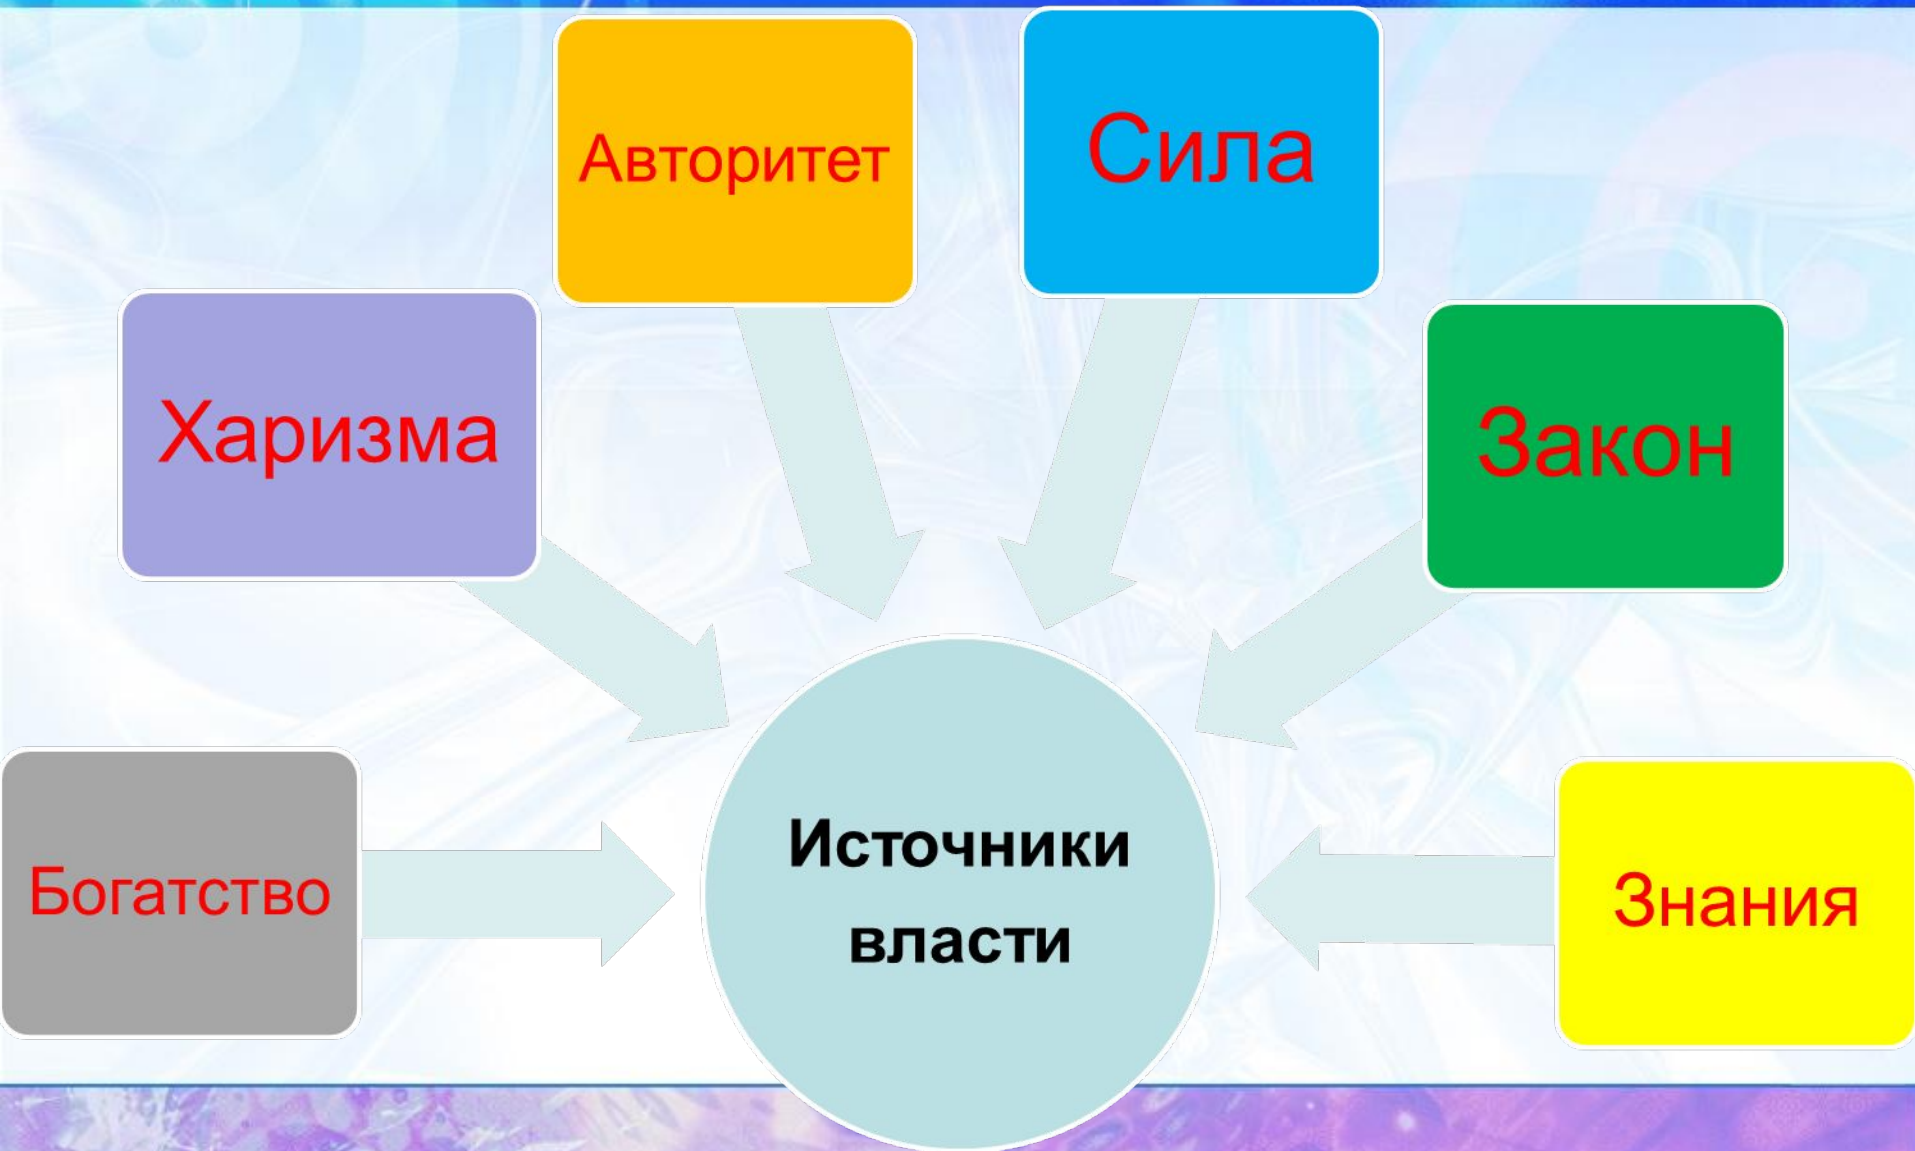 Авторитет
Сила
Харизма
Закон
Богатство
Источники
власти
Знания